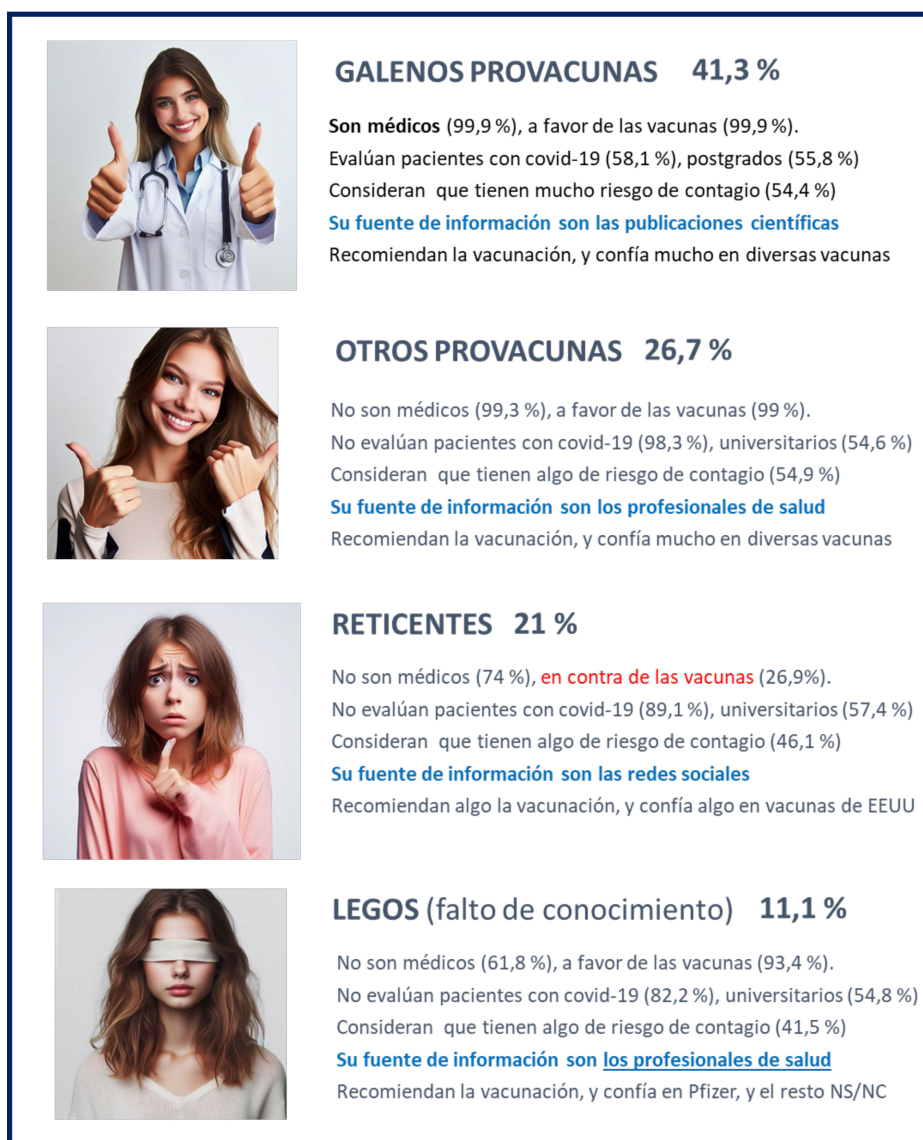 GALENOS PROVACUNAS 41,3 %
Son médicos (99,9 %), a favor de las vacunas (99,9 %).
Evalúan pacientes con covid-19 (58,1 %), postgrados (55,8 %)
Consideran que tienen mucho riesgo de contagio (54,4 %)
Su fuente de información son las publicaciones científicas
Recomiendan la vacunación, y confía mucho en diversas vacunas
OTROS PROVACUNAS 26,7 %
No son médicos (99,3 %), a favor de las vacunas (99 %).
No evalúan pacientes con covid-19 (98,3 %), universitarios (54,6 %)
Consideran que tienen algo de riesgo de contagio (54,9 %)
Su fuente de información son los profesionales de salud
Recomiendan la vacunación, y confía mucho en diversas vacunas
RETICENTES 21 %
No son médicos (74 %), en contra de las vacunas (26,9%).
No evalúan pacientes con covid-19 (89,1 %), universitarios (57,4 %)
Consideran que tienen algo de riesgo de contagio (46,1 %)
Su fuente de información son las redes sociales
Recomiendan algo la vacunación, y confía algo en vacunas de EEUU
LEGOS (falto de conocimiento) 11,1 %
No son médicos (61,8 %), a favor de las vacunas (93,4 %).
No evalúan pacientes con covid-19 (82,2 %), universitarios (54,8 %)
Consideran que tienen algo de riesgo de contagio (41,5 %)
Su fuente de información son los profesionales de salud
Recomiendan la vacunación, y confía en Pfizer, y el resto NS/NC